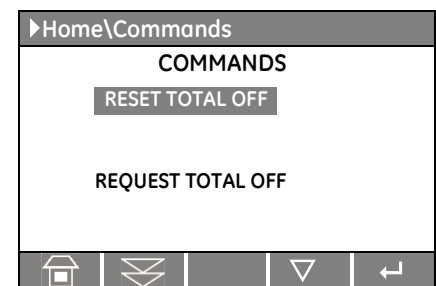 Home\Commands
COMMANDS
RESET TOTAL OFF
REQUEST TOTAL OFF